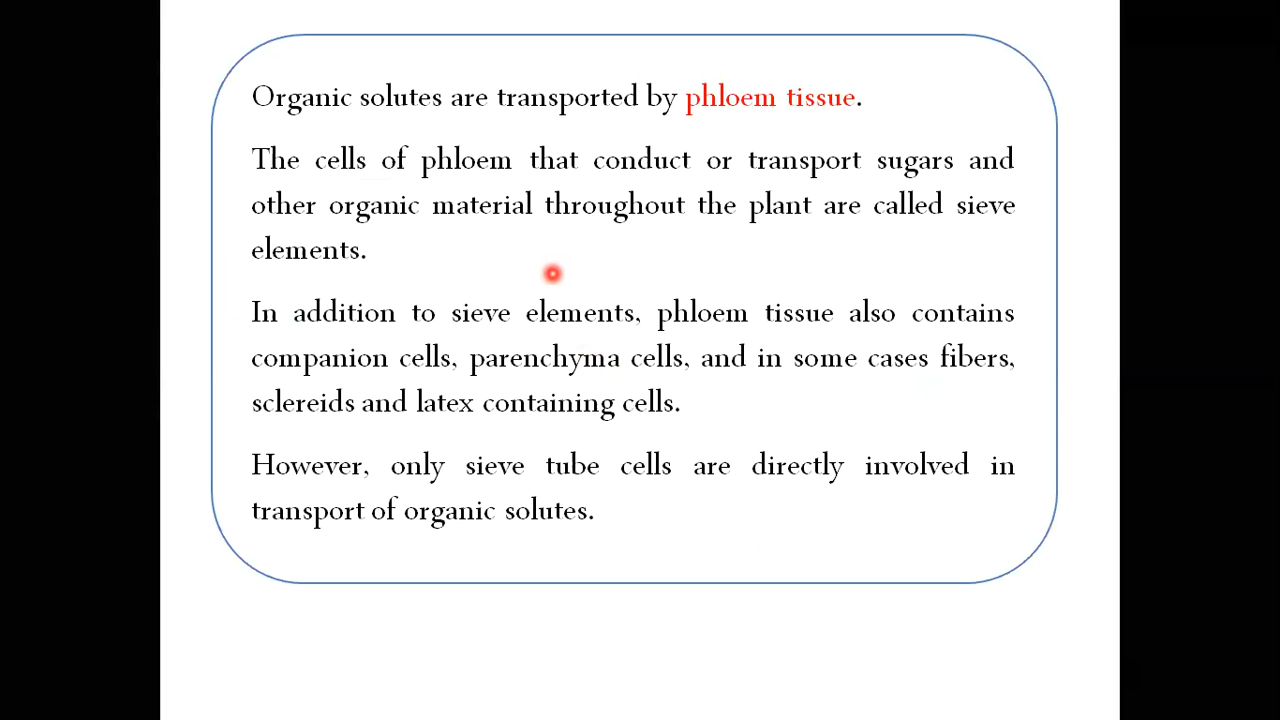 Organic solutes are transported by phloem tissue.
The cells of phloem that conduct or transport sugars and
other organic material throughout the plant are called sieve
elements.
In addition to sieve elements, phloem tissue also contains
companion cells, parenchyma cells, and in some cases fibers,
sclereids and latex containing cells.
However, only sieve tube cells are directly involved in
transport of organic solutes.